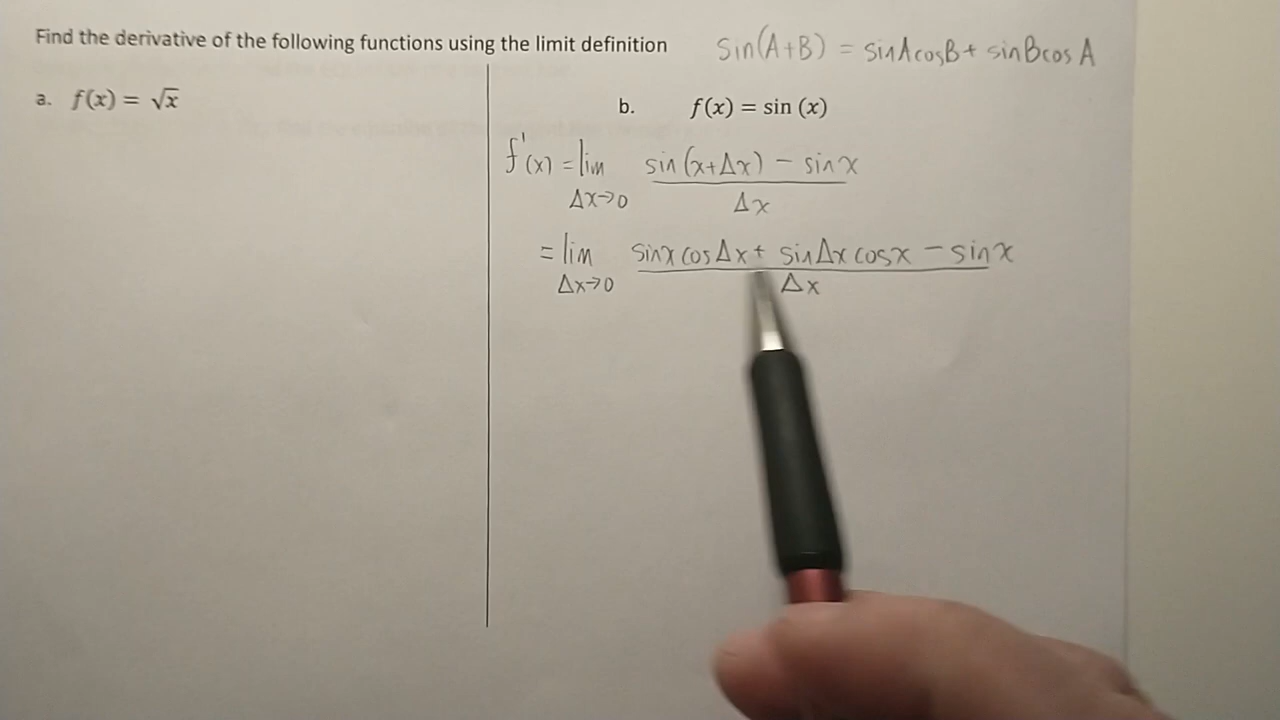 Find the derivative of the following functions using the limit definition
sin(A+B) = sinAcosB + sinBcosA
a. f(x) = √x
b. f(x) = sin (x)
f'(x) = lim sin(x+Δx) − sinx
Δx→0 Δx
= lim sinx cosΔx + sinΔx cosx − sinx
Δx→0 Δx